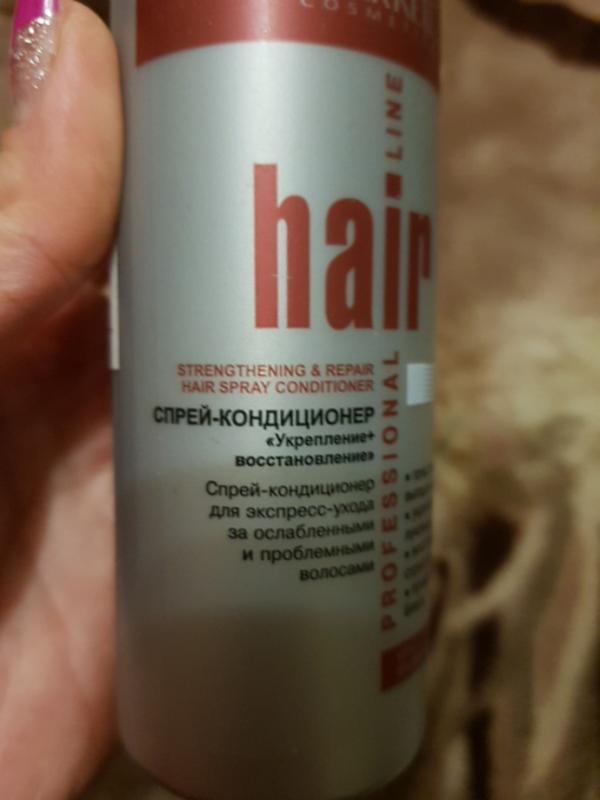 COSMETICS
hair
PROFESSIONAL LINE
STRENGTHENING & REPAIR
HAIR SPRAY CONDITIONER
СПРЕЙ-КОНДИЦИОНЕР
«Укрепление+
восстановление»
Спрей-кондиционер
для экспресс-ухода
за ослабленными
и проблемными
волосами